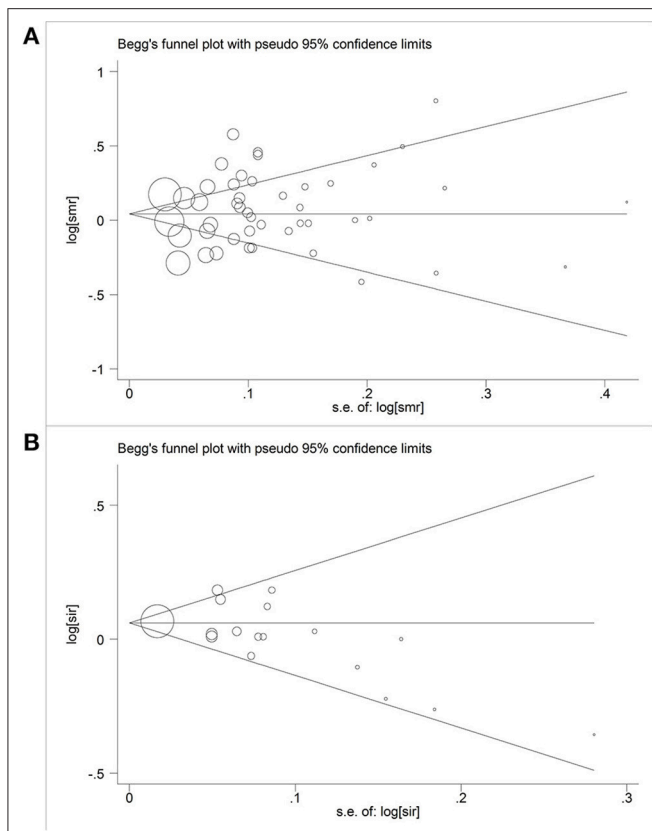 A
Begg's funnel plot with pseudo 95% confidence limits
1
.5
0
-.5
-1
log[smr]
0 .1 .2 .3 .4
s.e. of: log[smr]
B
Begg's funnel plot with pseudo 95% confidence limits
.5
0
-.5
log[sir]
0 .1 .2 .3
s.e. of: log[sir]